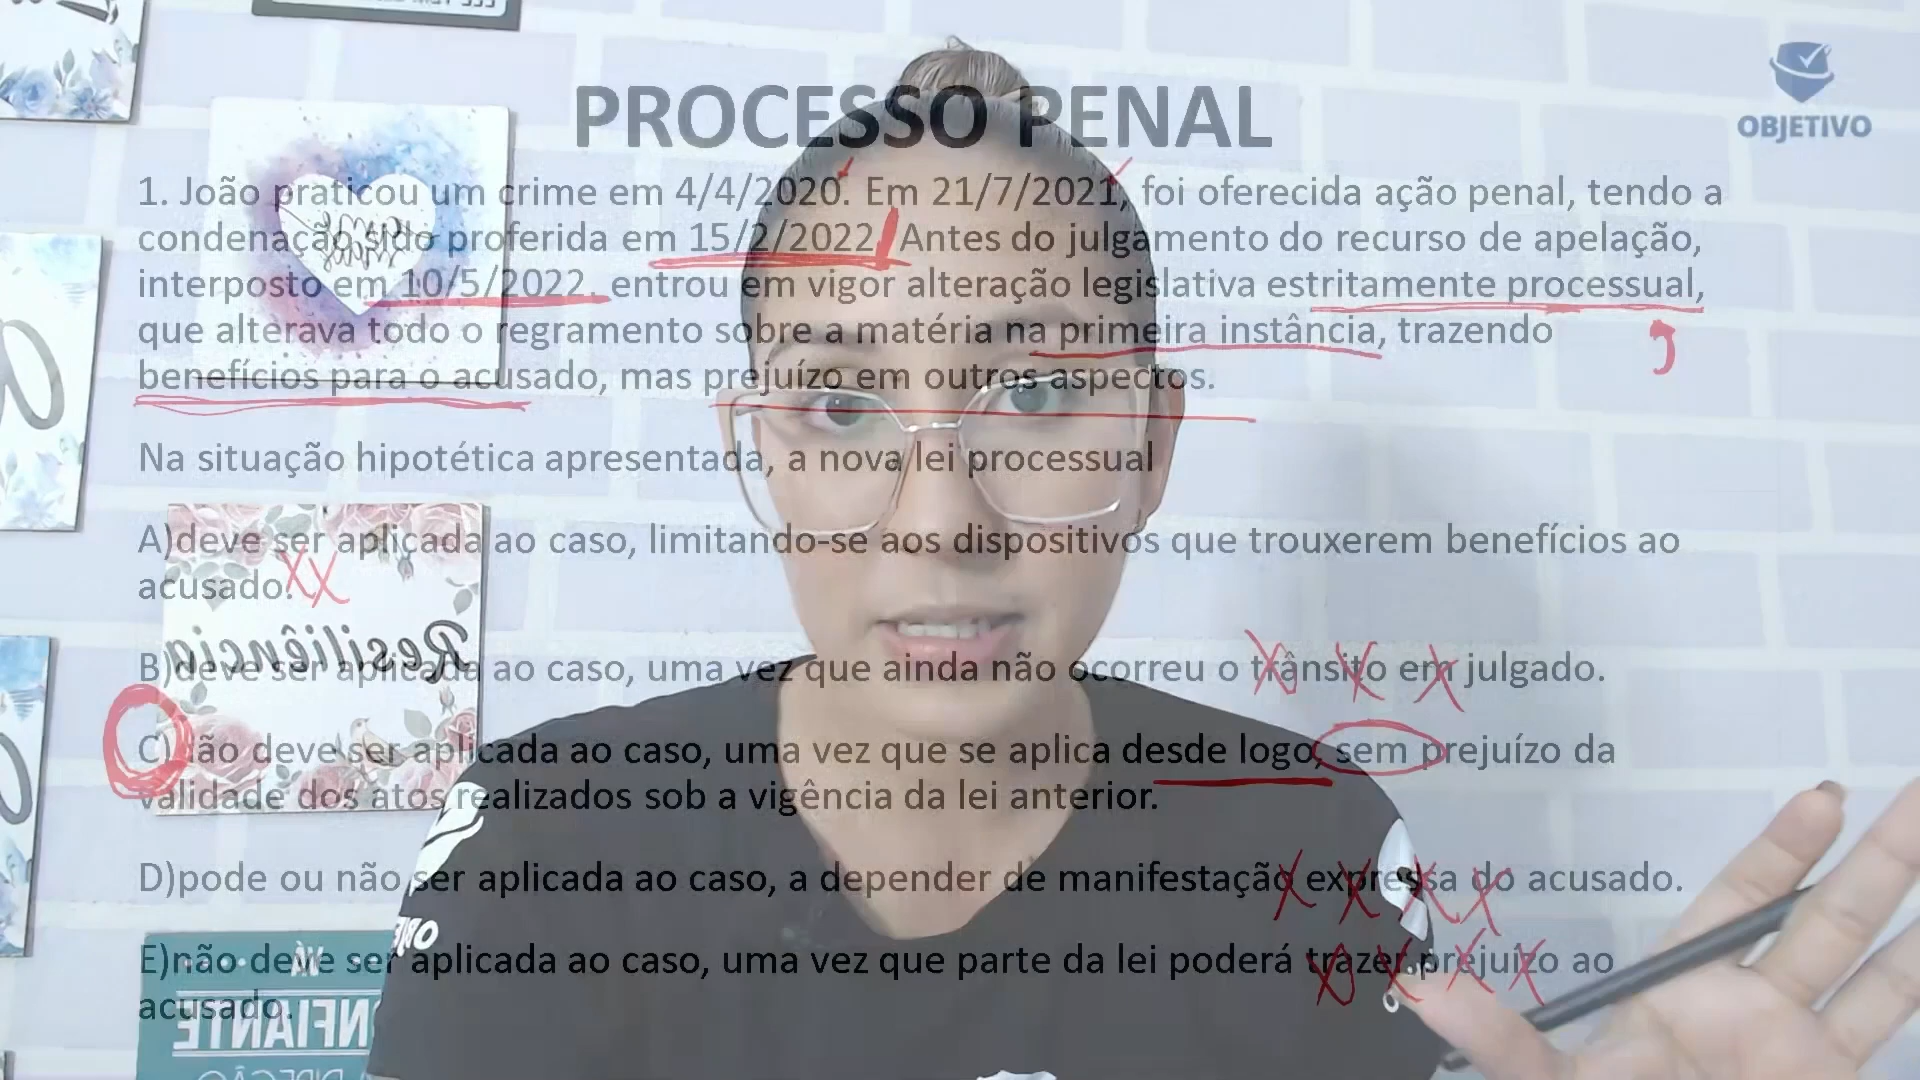 PROCESSO PENAL
OBJETIVO
1. João praticou um crime em 4/4/2020. Em 21/7/2021, foi oferecida ação penal, tendo a
condenação sido proferida em 15/2/2022. Antes do julgamento do recurso de apelação,
interposto em 10/5/2022, entrou em vigor alteração legislativa estritamente processual,
que alterava todo o regramento sobre a matéria na primeira instância, trazendo
benefícios para o acusado, mas prejuízo em outros aspectos.
Na situação hipotética apresentada, a nova lei processual
A)deve ser aplicada ao caso, limitando-se aos dispositivos que trouxerem benefícios ao
acusado.
B)deve ser aplicada ao caso, uma vez que ainda não ocorreu o trânsito em julgado.
Resiliência
C)não deve ser aplicada ao caso, uma vez que se aplica desde logo, sem prejuízo da
validade dos atos realizados sob a vigência da lei anterior.
D)pode ou não ser aplicada ao caso, a depender de manifestação expressa do acusado.
E)não deve ser aplicada ao caso, uma vez que parte da lei poderá trazer prejuízo ao
acusado.